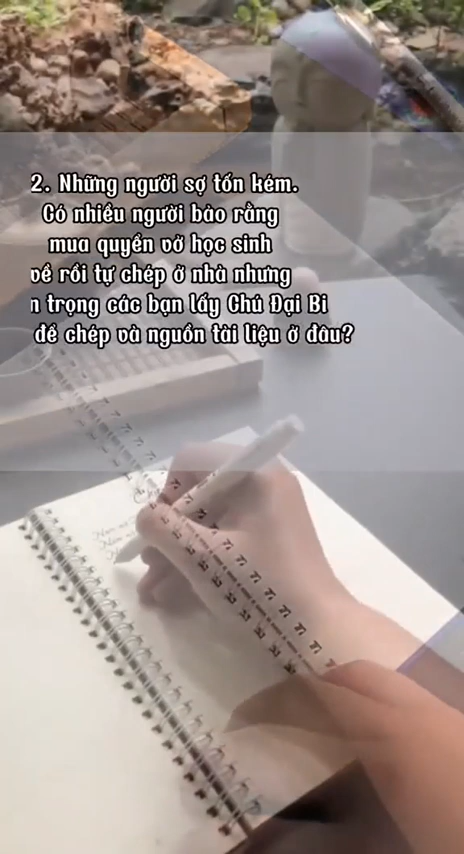 2. Những người sợ tốn kém.
Có nhiều người bảo rằng
mua quyển vở học sinh
về rồi tự chép ở nhà nhưng
n trọng các bạn lấy Chú Đại Bi
để chép và nguồn tài liệu ở đâu?